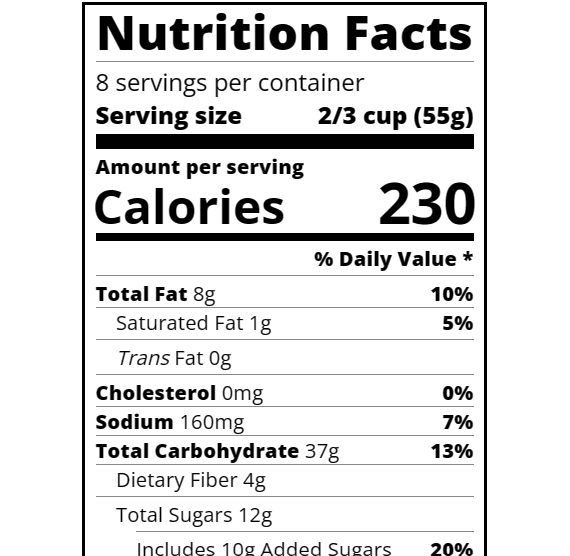 Nutrition Facts
8 servings per container
Serving size 2/3 cup (55g)
Amount per serving
Calories 230
% Daily Value *
Total Fat 8g 10%
Saturated Fat 1g 5%
Trans Fat 0g
Cholesterol 0mg 0%
Sodium 160mg 7%
Total Carbohydrate 37g 13%
Dietary Fiber 4g
Total Sugars 12g
Includes 10g Added Sugars 20%